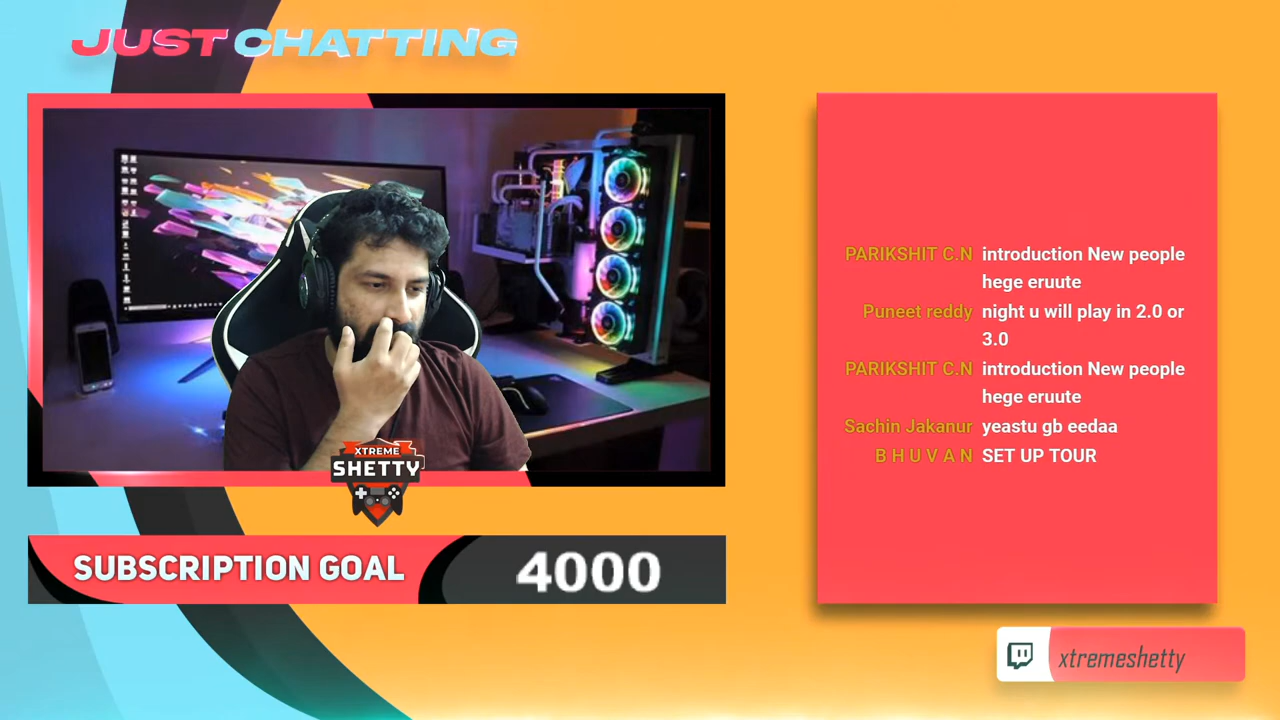 JUST CHATTING
XTREME
SHETTY
SUBSCRIPTION GOAL
4000
PARIKSHIT C.N introduction New people
hege eruute
Puneet reddy night u will play in 2.0 or
3.0
PARIKSHIT C.N introduction New people
hege eruute
Sachin Jakanur yeastu gb eedaa
B H U V A N SET UP TOUR
xtremeshetty